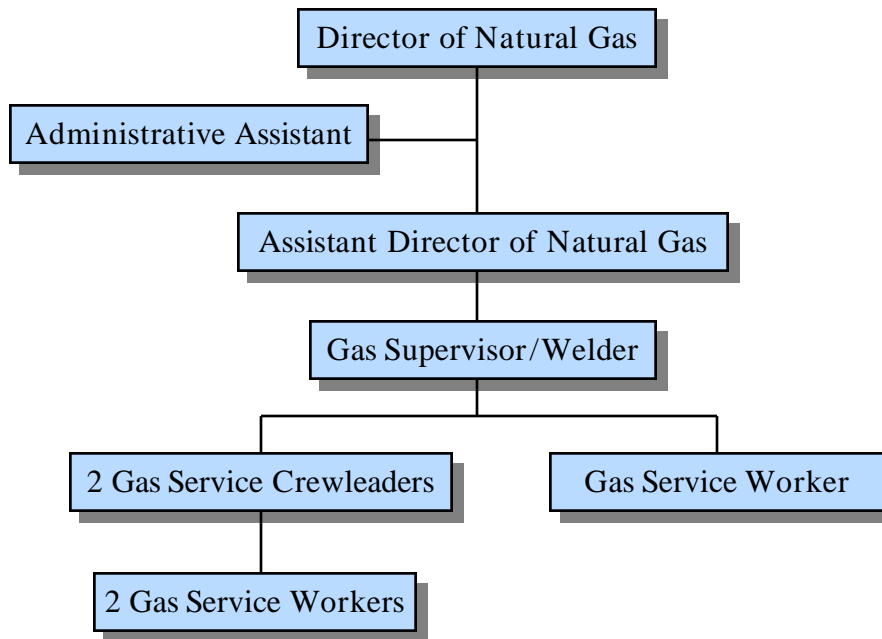 Director of Natural Gas
Administrative Assistant
Assistant Director of Natural Gas
Gas Supervisor/Welder
2 Gas Service Crewleaders
Gas Service Worker
2 Gas Service Workers